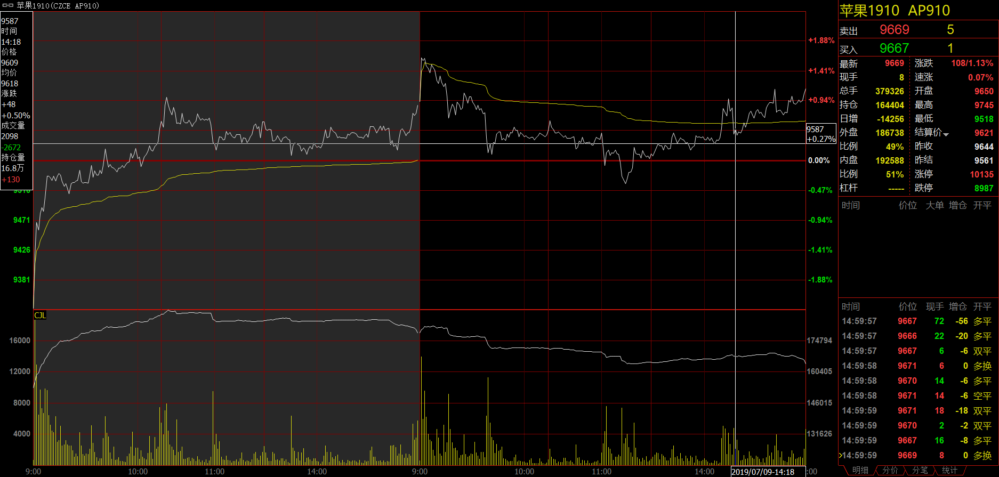 苹果1910(CZCE AP910)
9587
时间
14:18
价格
9609
均价
9618
涨跌
+48
+0.50%
成交量
2098
-2672
持仓量
16.8万
+130
9471
9426
9381
+1.88%
+1.41%
+0.94%
9587
+0.27%
0.00%
-0.47%
-0.94%
-1.41%
-1.88%
CJL
16000
12000
8000
4000
174794
160405
146015
131626
9:00 10:00 11:00 14:00 9:00 10:00 11:00 14:00 2019/07/09-14:18 :00
苹果1910 AP910
卖出 9669 5
买入 9667 1
最新 9669 涨跌 108/1.13%
现手 8 速涨 0.07%
总手 379326 开盘 9650
持仓 164404 最高 9745
日增 -14256 最低 9518
外盘 186738 结算价 9621
比例 49% 昨收 9644
内盘 192588 昨结 9561
比例 51% 涨停 10135
杠杆 ----- 跌停 8987
时间 价位 大单 增仓 开平
时间 价位 现手 增仓 开平
14:59:57 9667 72 -56 多平
14:59:57 9666 22 -20 多平
14:59:57 9667 6 -6 双平
14:59:58 9671 6 0 多换
14:59:58 9670 14 -6 多平
14:59:58 9671 14 -6 空平
14:59:59 9671 18 -18 双平
14:59:59 9670 2 -2 双平
14:59:59 9667 16 -8 多平
14:59:59 9669 8 0 多换
明细 分价 分笔 统计